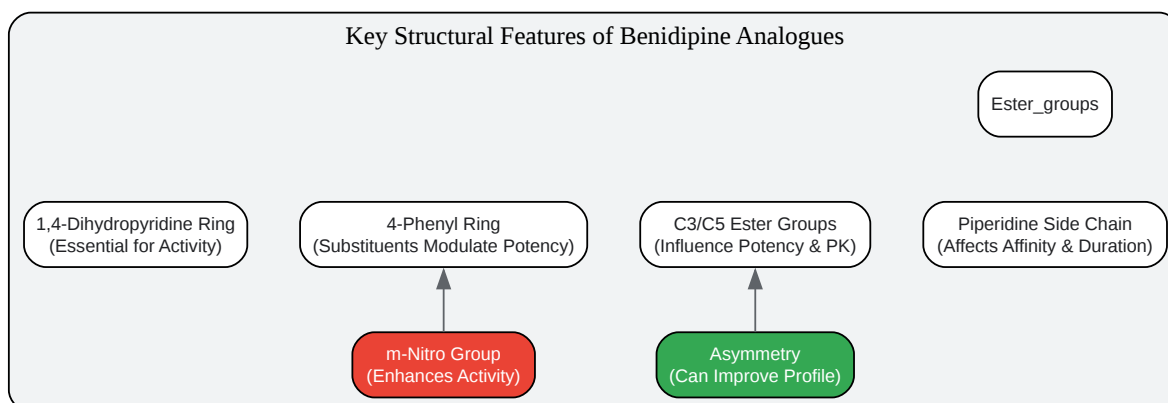 Key Structural Features of Benidipine Analogues
Ester_groups
1,4-Dihydropyridine Ring
(Essential for Activity)
4-Phenyl Ring
(Substituents Modulate Potency)
C3/C5 Ester Groups
(Influence Potency & PK)
Piperidine Side Chain
(Affects Affinity & Duration)
m-Nitro Group
(Enhances Activity)
Asymmetry
(Can Improve Profile)